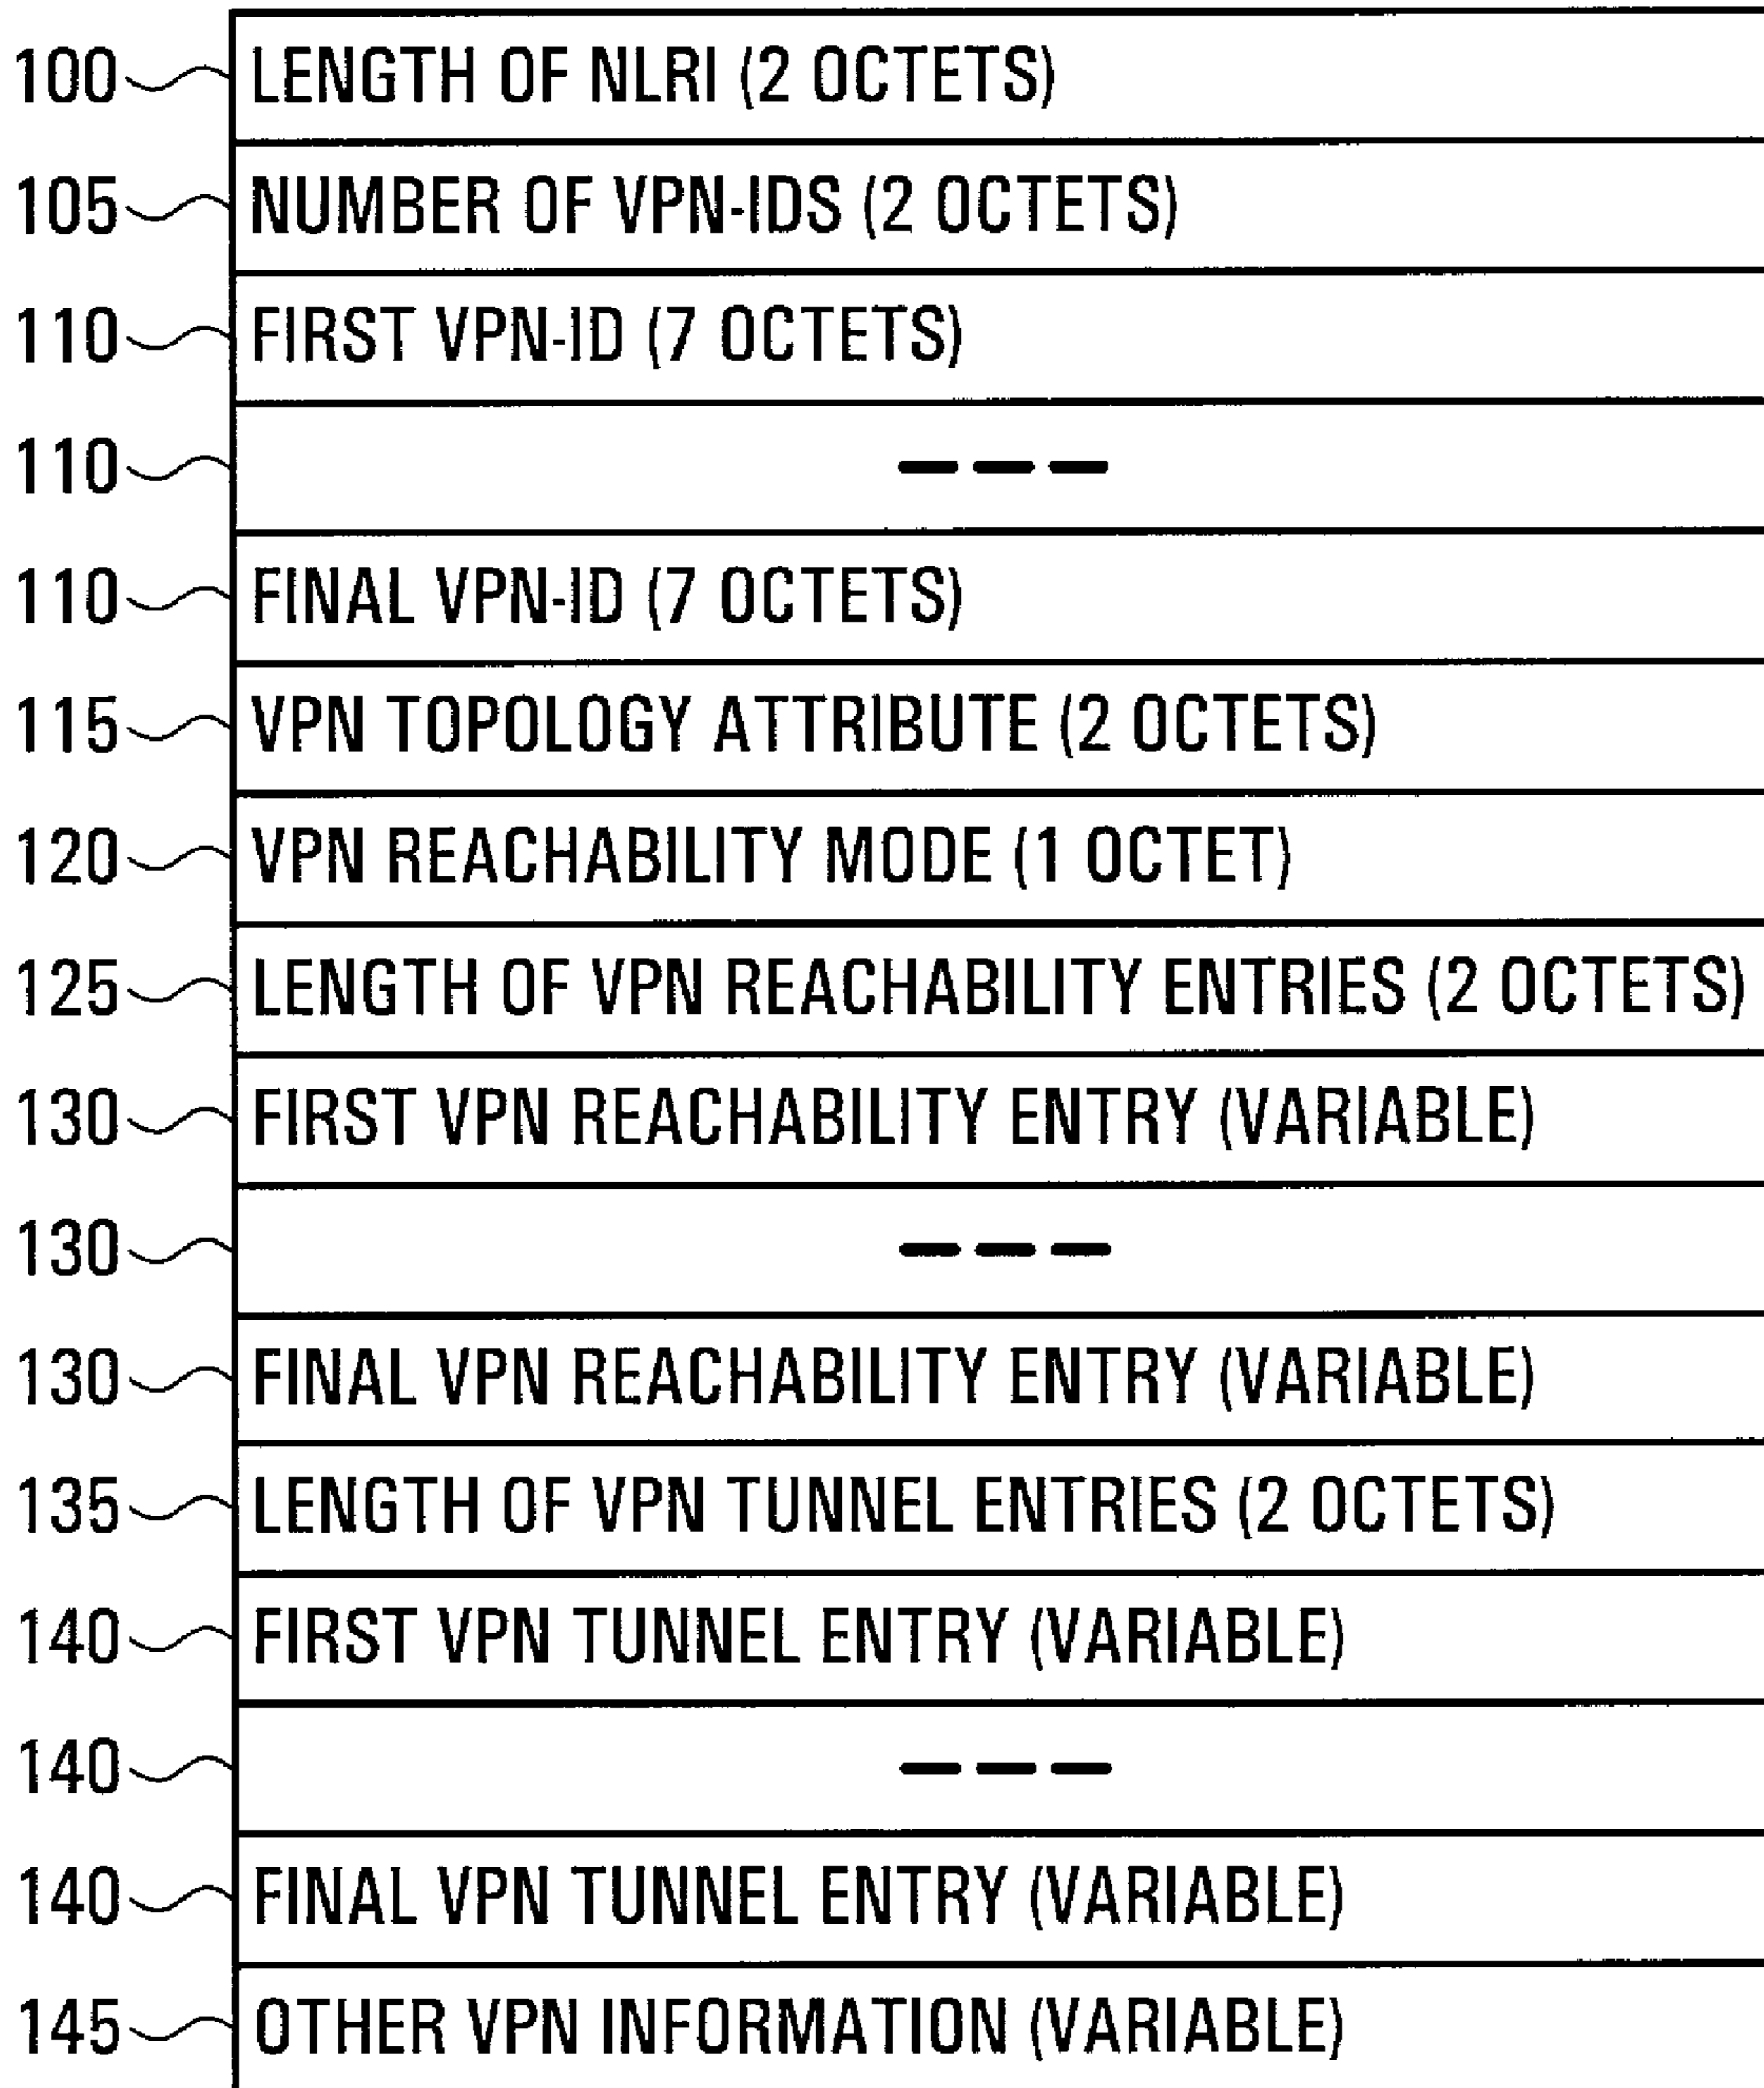 100 LENGTH OF NLRI (2 OCTETS)
105 NUMBER OF VPN-IDS (2 OCTETS)
110 FIRST VPN-ID (7 OCTETS)
110 ---
110 FINAL VPN-ID (7 OCTETS)
115 VPN TOPOLOGY ATTRIBUTE (2 OCTETS)
120 VPN REACHABILITY MODE (1 OCTET)
125 LENGTH OF VPN REACHABILITY ENTRIES (2 OCTETS)
130 FIRST VPN REACHABILITY ENTRY (VARIABLE)
130 ---
130 FINAL VPN REACHABILITY ENTRY (VARIABLE)
135 LENGTH OF VPN TUNNEL ENTRIES (2 OCTETS)
140 FIRST VPN TUNNEL ENTRY (VARIABLE)
140 ---
140 FINAL VPN TUNNEL ENTRY (VARIABLE)
145 OTHER VPN INFORMATION (VARIABLE)